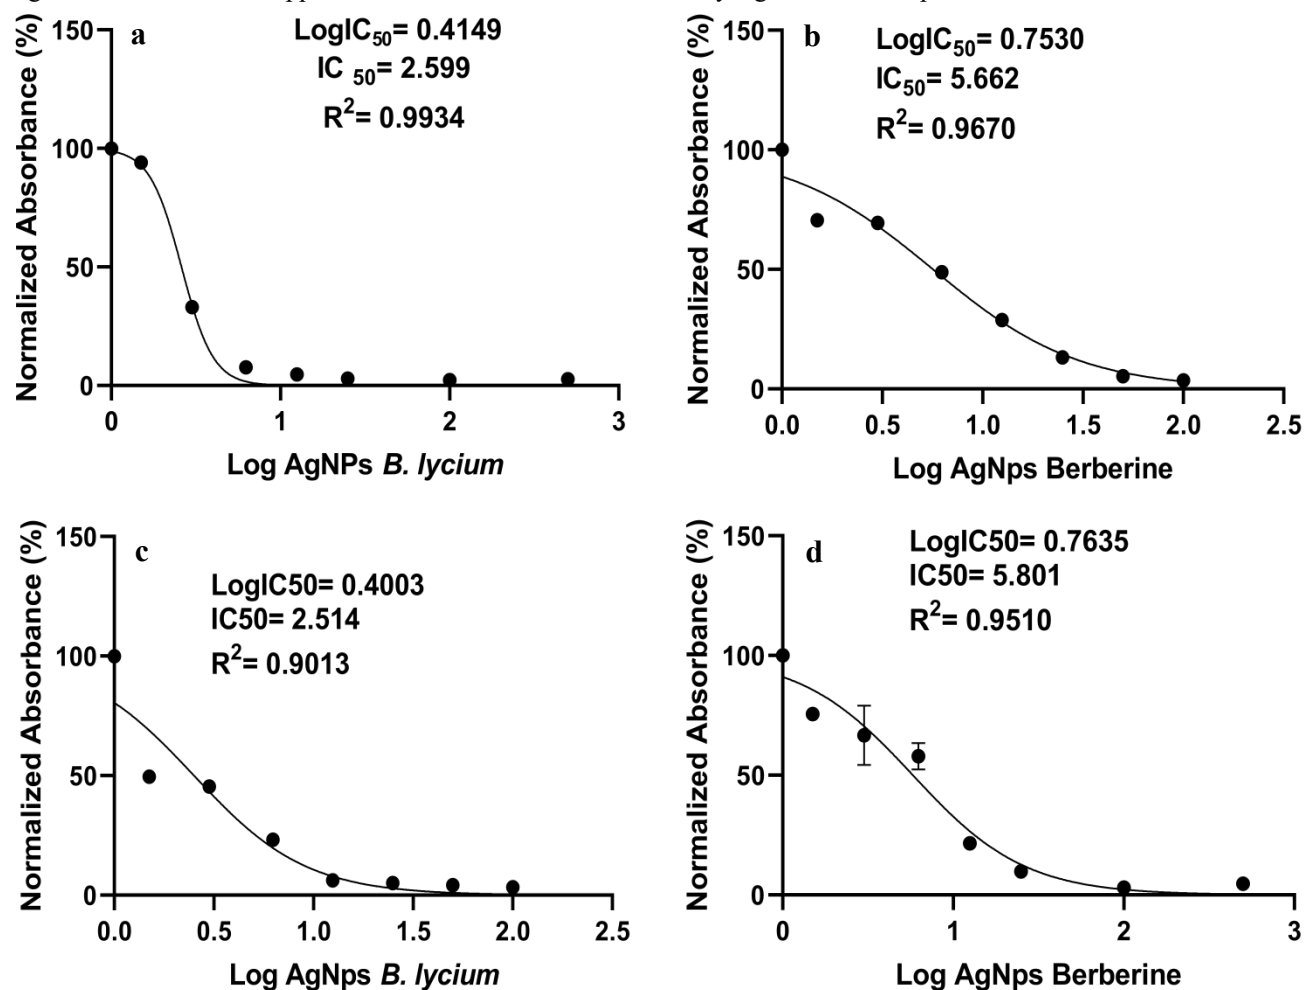 a
LogIC50= 0.4149
IC 50= 2.599
R2= 0.9934
Normalized Absorbance (%)
150
100
50
0
0 1 2 3
Log AgNPs B. lycium
b
LogIC50= 0.7530
IC50= 5.662
R2= 0.9670
Normalized Absorbance (%)
150
100
50
0
0.0 0.5 1.0 1.5 2.0 2.5
Log AgNps Berberine
c
LogIC50= 0.4003
IC50= 2.514
R2= 0.9013
Normalized Absorbance (%)
150
100
50
0
0.0 0.5 1.0 1.5 2.0 2.5
Log AgNps B. lycium
d
LogIC50= 0.7635
IC50= 5.801
R2= 0.9510
Normalized Absorbance (%)
150
100
50
0
0 1 2 3
Log AgNps Berberine